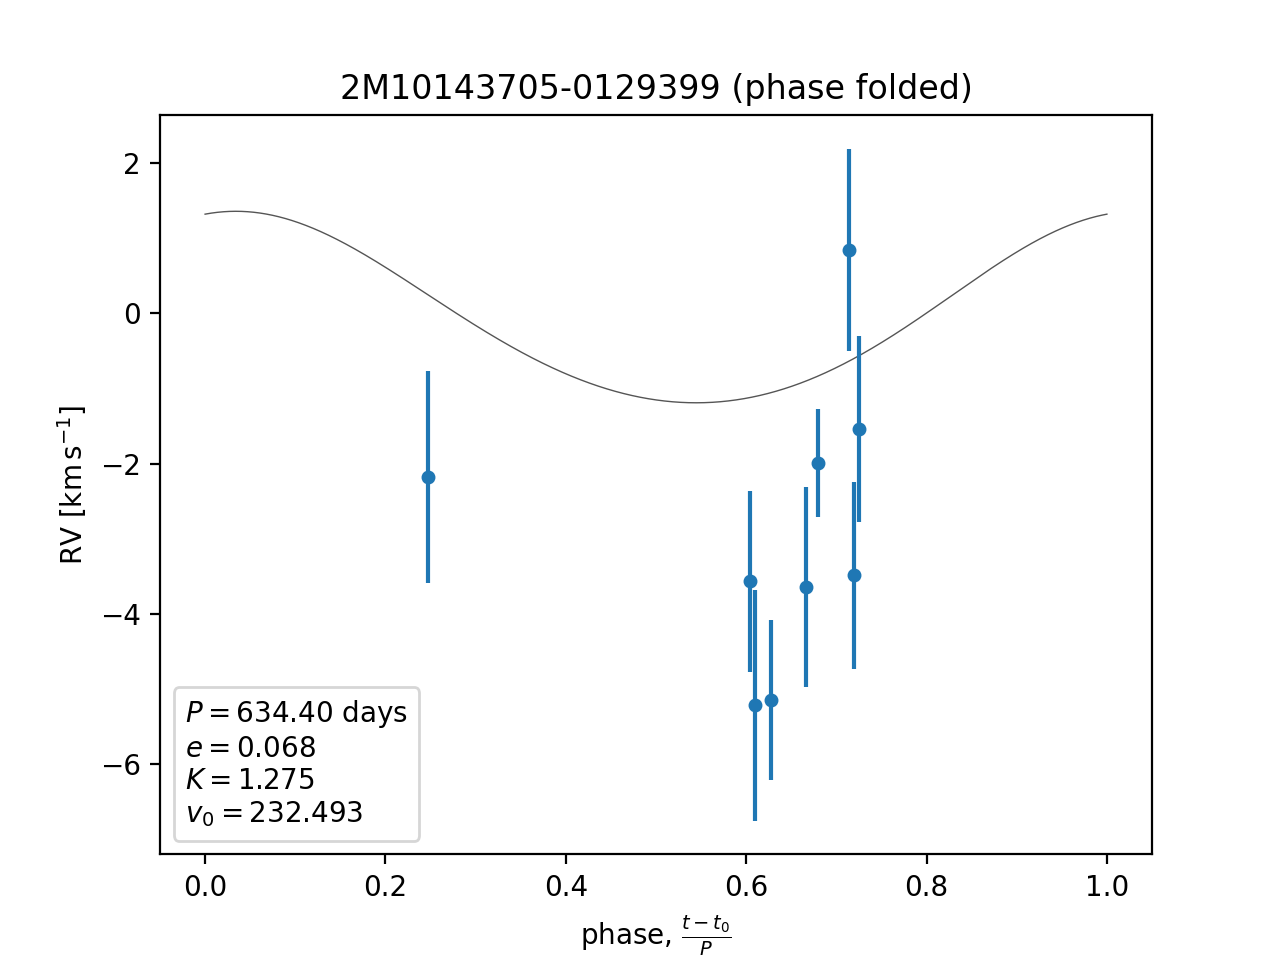 2M10143705-0129399 (phase folded)
2
0
−2
−4
−6
RV [km s⁻¹]
P = 634.40 days
e = 0.068
K = 1.275
v₀ = 232.493
0.0 0.2 0.4 0.6 0.8 1.0
phase, (t − t₀)/P